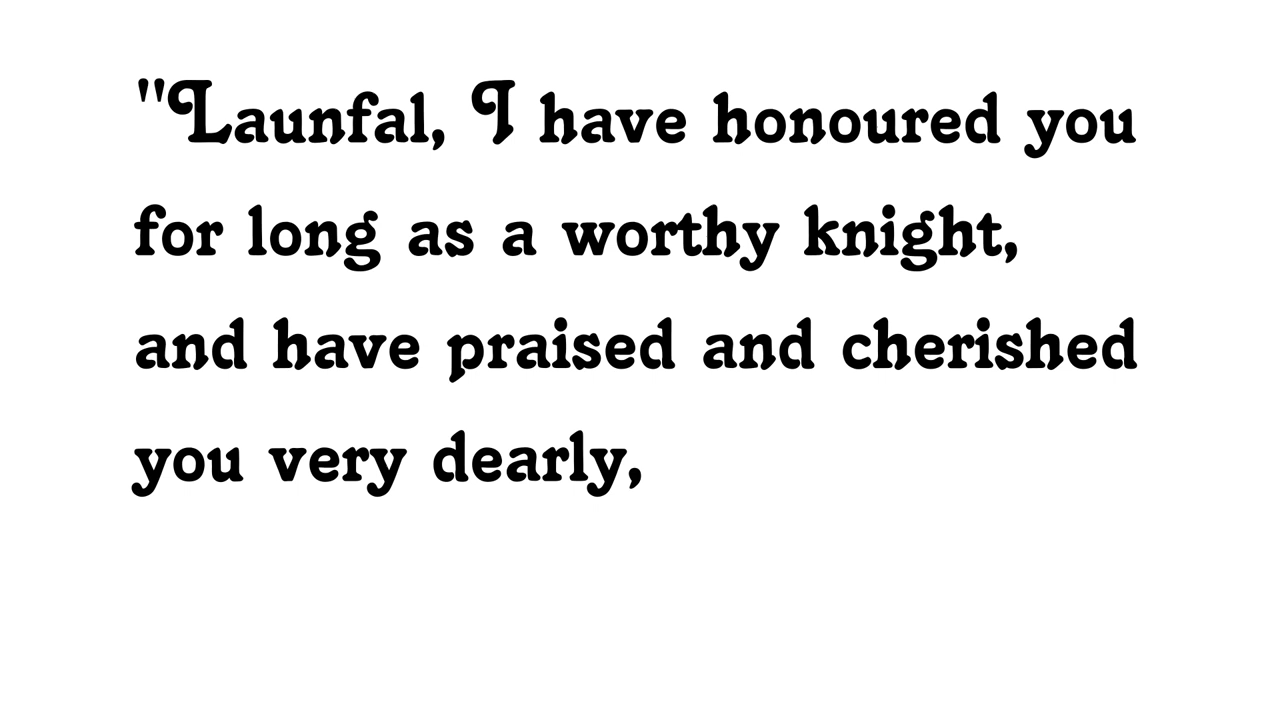 "Launfal, I have honoured you
for long as a worthy knight,
and have praised and cherished
you very dearly,